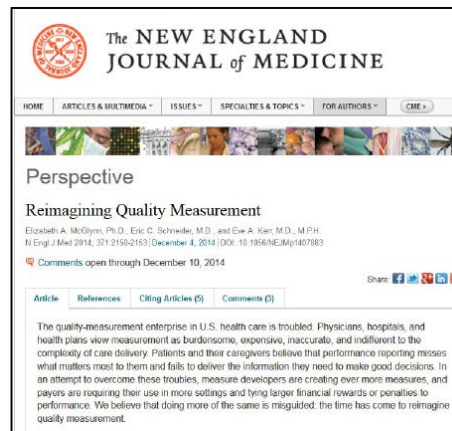 The NEW ENGLAND
JOURNAL of MEDICINE
HOME ARTICLES & MULTIMEDIA ISSUES SPECIALTIES & TOPICS FOR AUTHORS CME
Perspective
Reimagining Quality Measurement
Elizabeth A. McGlynn, Ph.D., Eric C. Schneider, M.D., and Eve A. Kerr, M.D., M.P.H.
N Engl J Med 2014; 371:2150-2153 | December 4, 2014 | DOI: 10.1056/NEJMp1407883
Comments open through December 10, 2014
Share:
Article References Citing Articles (5) Comments (3)
The quality-measurement enterprise in U.S. health care is troubled. Physicians, hospitals, and
health plans view measurement as burdensome, expensive, inaccurate, and indifferent to the
complexity of care delivery. Patients and their caregivers believe that performance reporting misses
what matters most to them and fails to deliver the information they need to make good decisions. In
an attempt to overcome these troubles, measure developers are creating ever more measures, and
payers are requiring their use in more settings and tying larger financial rewards or penalties to
performance. We believe that doing more of the same is misguided: the time has come to reimagine
quality measurement.